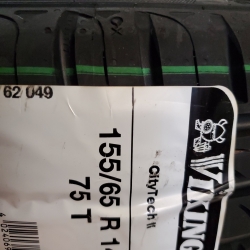 62 049
155/65 R 1
75 T
CityTech II
VIKING